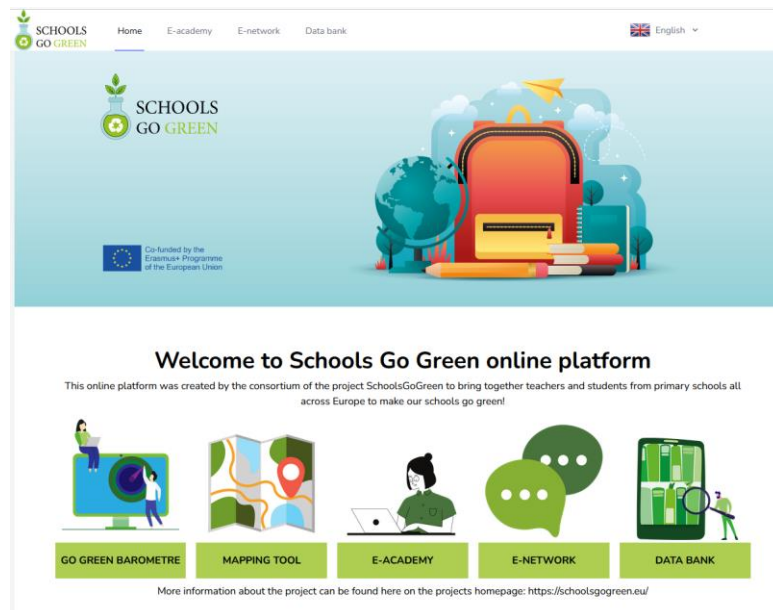 SCHOOLS
GO GREEN
Home E-academy E-network Data bank English
SCHOOLS
GO GREEN
Co-funded by the
Erasmus+ Programme
of the European Union
Welcome to Schools Go Green online platform
This online platform was created by the consortium of the project SchoolsGoGreen to bring together teachers and students from primary schools all
across Europe to make our schools go green!
GO GREEN BAROMETRE MAPPING TOOL E-ACADEMY E-NETWORK DATA BANK
More information about the project can be found here on the projects homepage: https://schoolsgogreen.eu/